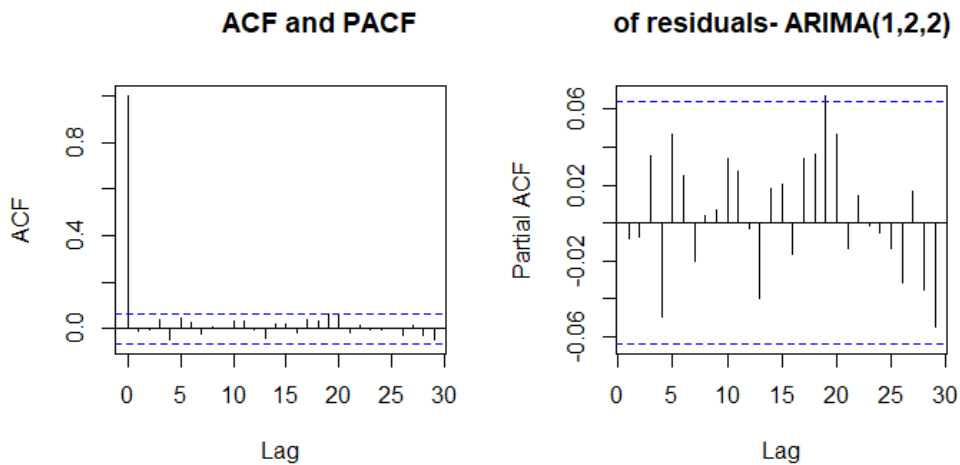 ACF and PACF
of residuals- ARIMA(1,2,2)
ACF
0.0 0.4 0.8
0 5 10 15 20 25 30
Lag
Partial ACF
-0.06 -0.02 0.02 0.06
0 5 10 15 20 25 30
Lag